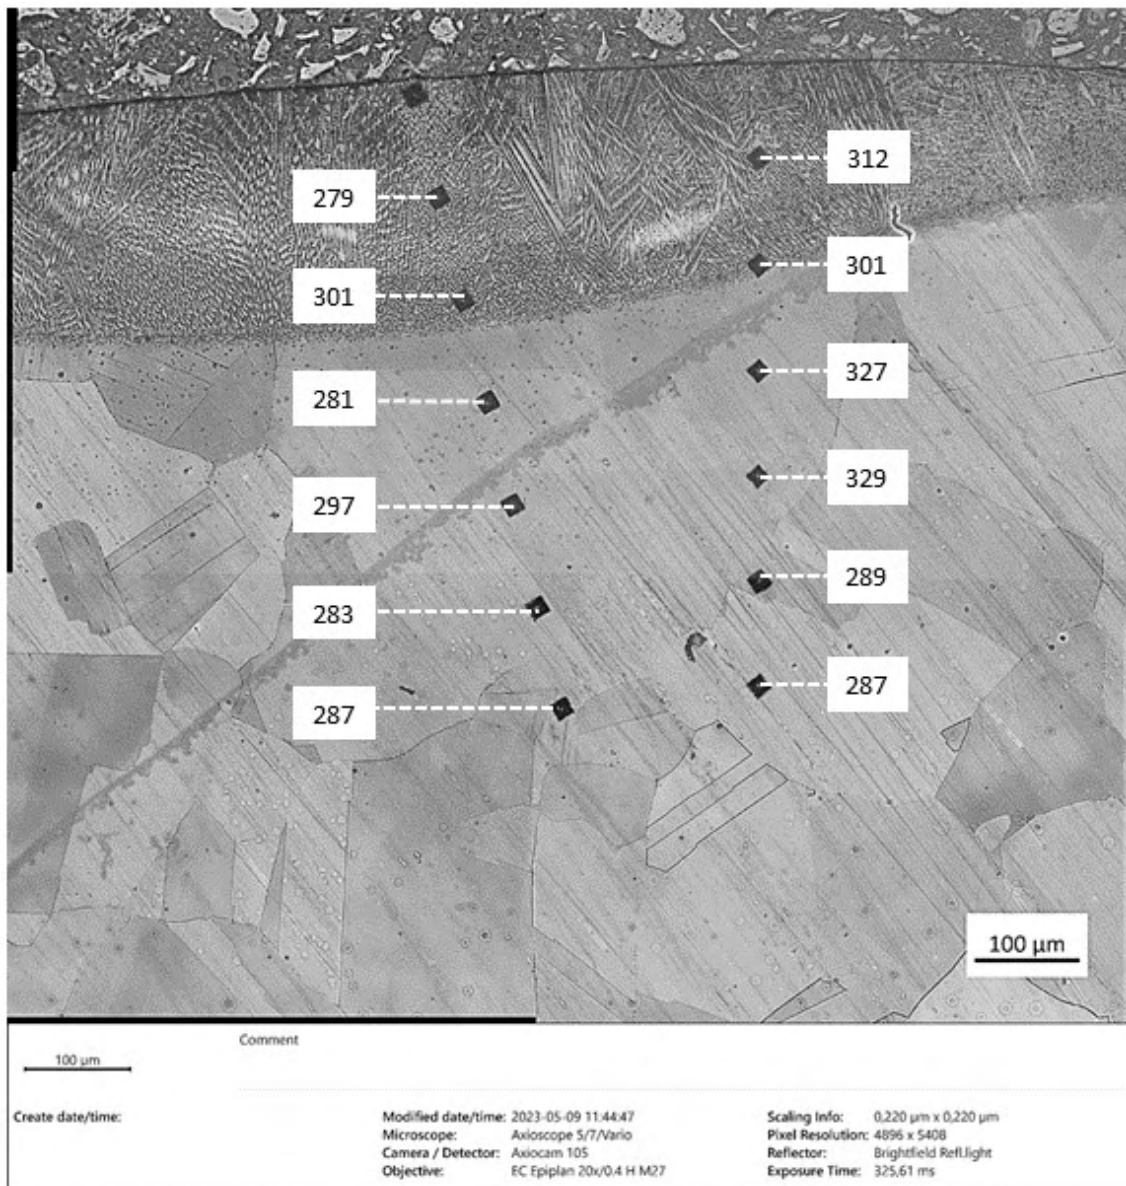 312
279
301
301
327
281
329
297
289
283
287
287
100 µm
Comment
100 µm
Create date/time:
Modified date/time: 2023-05-09 11:44:47
Microscope: Axioscope 5/7/Vario
Camera / Detector: Axiocam 105
Objective: EC Epiplan 20x/0.4 H M27
Scaling Info: 0,220 µm x 0,220 µm
Pixel Resolution: 4896 x 5408
Reflector: Brightfield Refl.light
Exposure Time: 325,61 ms